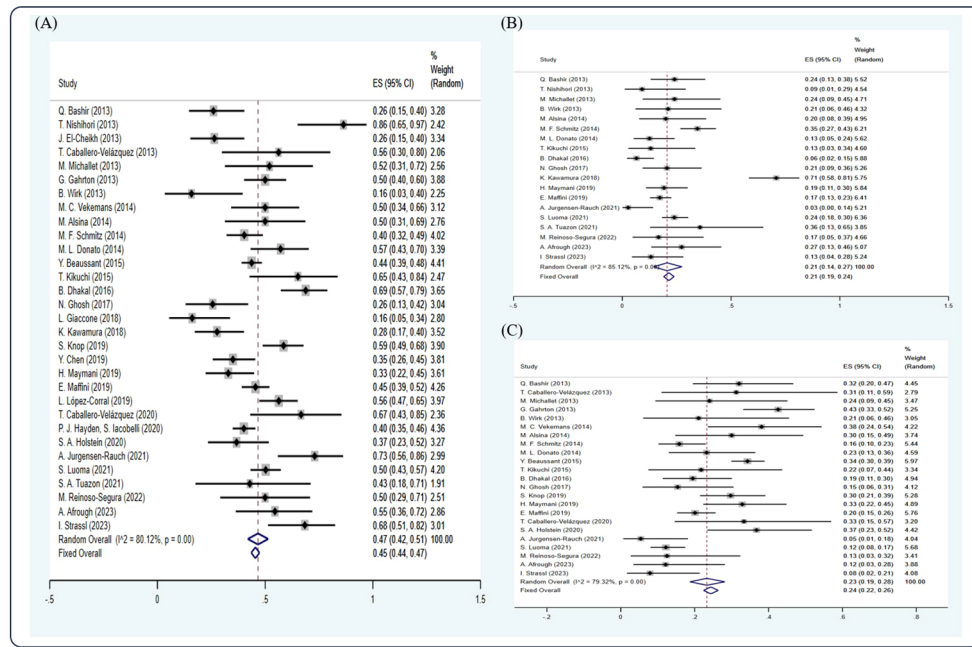 (A)
%
Weight
Study ES (95% CI) (Random)
Q. Bashir (2013) 0.26 (0.15, 0.40) 3.28
T. Nishihori (2013) 0.86 (0.65, 0.97) 2.42
J. El-Cheikh (2013) 0.26 (0.15, 0.40) 3.34
T. Caballero-Velázquez (2013) 0.56 (0.30, 0.80) 2.06
M. Michallet (2013) 0.52 (0.31, 0.72) 2.56
G. Gahrton (2013) 0.50 (0.40, 0.60) 3.88
B. Wirk (2013) 0.16 (0.03, 0.40) 2.25
M. C. Vekemans (2014) 0.50 (0.34, 0.66) 3.12
M. Alsina (2014) 0.50 (0.31, 0.69) 2.76
M. F. Schmitz (2014) 0.40 (0.32, 0.49) 4.02
M. L. Donato (2014) 0.57 (0.43, 0.70) 3.39
Y. Beaussant (2015) 0.44 (0.39, 0.48) 4.41
T. Kikuchi (2015) 0.65 (0.43, 0.84) 2.52
B. Dhakal (2016) 0.69 (0.57, 0.79) 3.65
N. Ghosh (2017) 0.26 (0.13, 0.42) 3.04
L. Giaccone (2018) 0.16 (0.05, 0.34) 2.80
K. Kawamura (2018) 0.28 (0.17, 0.40) 3.52
S. Knop (2019) 0.59 (0.49, 0.68) 3.90
Y. Chen (2019) 0.35 (0.26, 0.45) 3.81
H. Maymani (2019) 0.33 (0.22, 0.45) 3.61
E. Maffini (2019) 0.45 (0.39, 0.52) 4.26
L. López-Corral (2019) 0.56 (0.47, 0.65) 3.97
T. Caballero-Velázquez (2020) 0.67 (0.43, 0.85) 2.36
P. J. Hayden, S. Iacobelli (2020) 0.40 (0.35, 0.46) 4.36
S. A. Holstein (2020) 0.37 (0.23, 0.52) 3.27
A. Jurgensen-Rauch (2021) 0.73 (0.56, 0.86) 2.99
S. Luoma (2021) 0.50 (0.43, 0.57) 4.20
S. A. Tuazon (2021) 0.43 (0.18, 0.71) 1.91
M. Reinoso-Segura (2022) 0.50 (0.29, 0.71) 2.51
A. Afrough (2023) 0.55 (0.36, 0.72) 2.86
I. Strassl (2023) 0.68 (0.51, 0.82) 3.01
Random Overall (I^2 = 80.12%, p = 0.00) 0.47 (0.42, 0.51) 100.00
Fixed Overall 0.45 (0.44, 0.47)
-.5 0 .5 1 1.5
(B)
%
Weight
Study ES (95% CI) (Random)
Q. Bashir (2013) 0.24 (0.13, 0.38) 5.52
T. Nishihori (2013) 0.09 (0.01, 0.29) 4.54
M. Michallet (2013) 0.24 (0.09, 0.45) 4.71
B. Wirk (2013) 0.21 (0.06, 0.46) 4.32
M. Alsina (2014) 0.20 (0.08, 0.39) 4.95
M. F. Schmitz (2014) 0.35 (0.27, 0.43) 6.21
M. L. Donato (2014) 0.13 (0.05, 0.24) 5.62
T. Kikuchi (2015) 0.13 (0.03, 0.34) 4.60
B. Dhakal (2016) 0.06 (0.02, 0.15) 5.88
N. Ghosh (2017) 0.21 (0.09, 0.36) 5.26
K. Kawamura (2018) 0.71 (0.58, 0.81) 5.75
H. Maymani (2019) 0.19 (0.11, 0.30) 5.84
E. Maffini (2019) 0.17 (0.13, 0.23) 6.41
A. Jurgensen-Rauch (2021) 0.03 (0.00, 0.14) 5.21
S. Luoma (2021) 0.24 (0.18, 0.30) 6.36
S. A. Tuazon (2021) 0.36 (0.13, 0.65) 3.85
M. Reinoso-Segura (2022) 0.17 (0.05, 0.37) 4.66
A. Afrough (2023) 0.27 (0.13, 0.46) 5.07
I. Strassl (2023) 0.13 (0.04, 0.28) 5.24
Random Overall (I^2 = 85.12%, p = 0.00) 0.21 (0.14, 0.27) 100.00
Fixed Overall 0.21 (0.19, 0.24)
-.5 0 .5 1 1.5
(C)
%
Weight
Study ES (95% CI) (Random)
Q. Bashir (2013) 0.32 (0.20, 0.47) 4.45
T. Caballero-Velázquez (2013) 0.31 (0.11, 0.59) 2.79
M. Michallet (2013) 0.24 (0.09, 0.45) 3.47
G. Gahrton (2013) 0.43 (0.33, 0.52) 5.25
B. Wirk (2013) 0.21 (0.06, 0.46) 3.05
M. C. Vekemans (2014) 0.38 (0.24, 0.54) 4.22
M. Alsina (2014) 0.30 (0.15, 0.49) 3.74
M. F. Schmitz (2014) 0.16 (0.10, 0.23) 5.72
M. L. Donato (2014) 0.23 (0.13, 0.36) 4.59
Y. Beaussant (2015) 0.34 (0.30, 0.39) 5.97
T. Kikuchi (2015) 0.22 (0.07, 0.44) 3.34
B. Dhakal (2016) 0.19 (0.11, 0.30) 4.94
N. Ghosh (2017) 0.15 (0.06, 0.31) 4.12
S. Knop (2019) 0.30 (0.21, 0.39) 5.28
H. Maymani (2019) 0.33 (0.22, 0.45) 4.89
E. Maffini (2019) 0.20 (0.15, 0.26) 5.76
T. Caballero-Velázquez (2020) 0.33 (0.15, 0.57) 3.20
S. A. Holstein (2020) 0.37 (0.23, 0.52) 4.42
A. Jurgensen-Rauch (2021) 0.05 (0.01, 0.18) 4.04
S. Luoma (2021) 0.12 (0.08, 0.17) 5.68
M. Reinoso-Segura (2022) 0.13 (0.03, 0.32) 3.41
A. Afrough (2023) 0.12 (0.03, 0.28) 3.88
I. Strassl (2023) 0.08 (0.02, 0.21) 4.08
Random Overall (I^2 = 79.32%, p = 0.00) 0.23 (0.19, 0.28) 100.00
Fixed Overall 0.24 (0.22, 0.26)
-.2 0 .2 .4 .6 .8